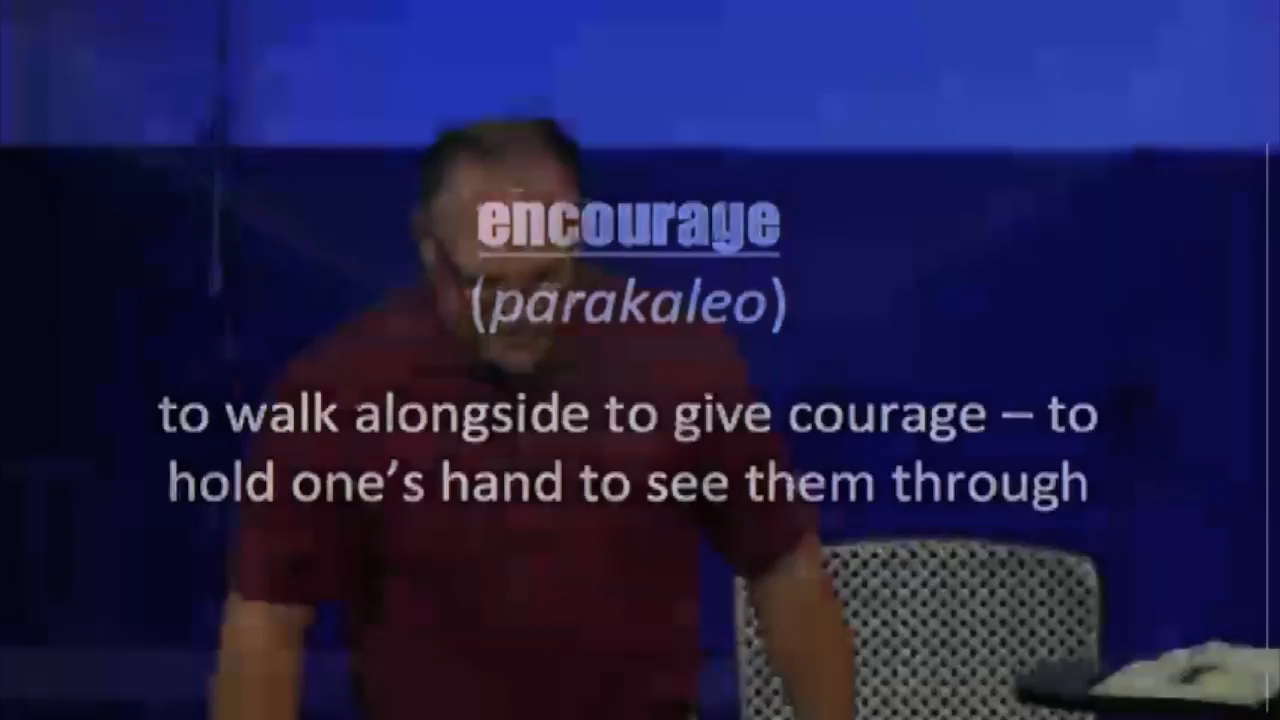 encourage
(parakaleo)
to walk alongside to give courage – to
hold one's hand to see them through